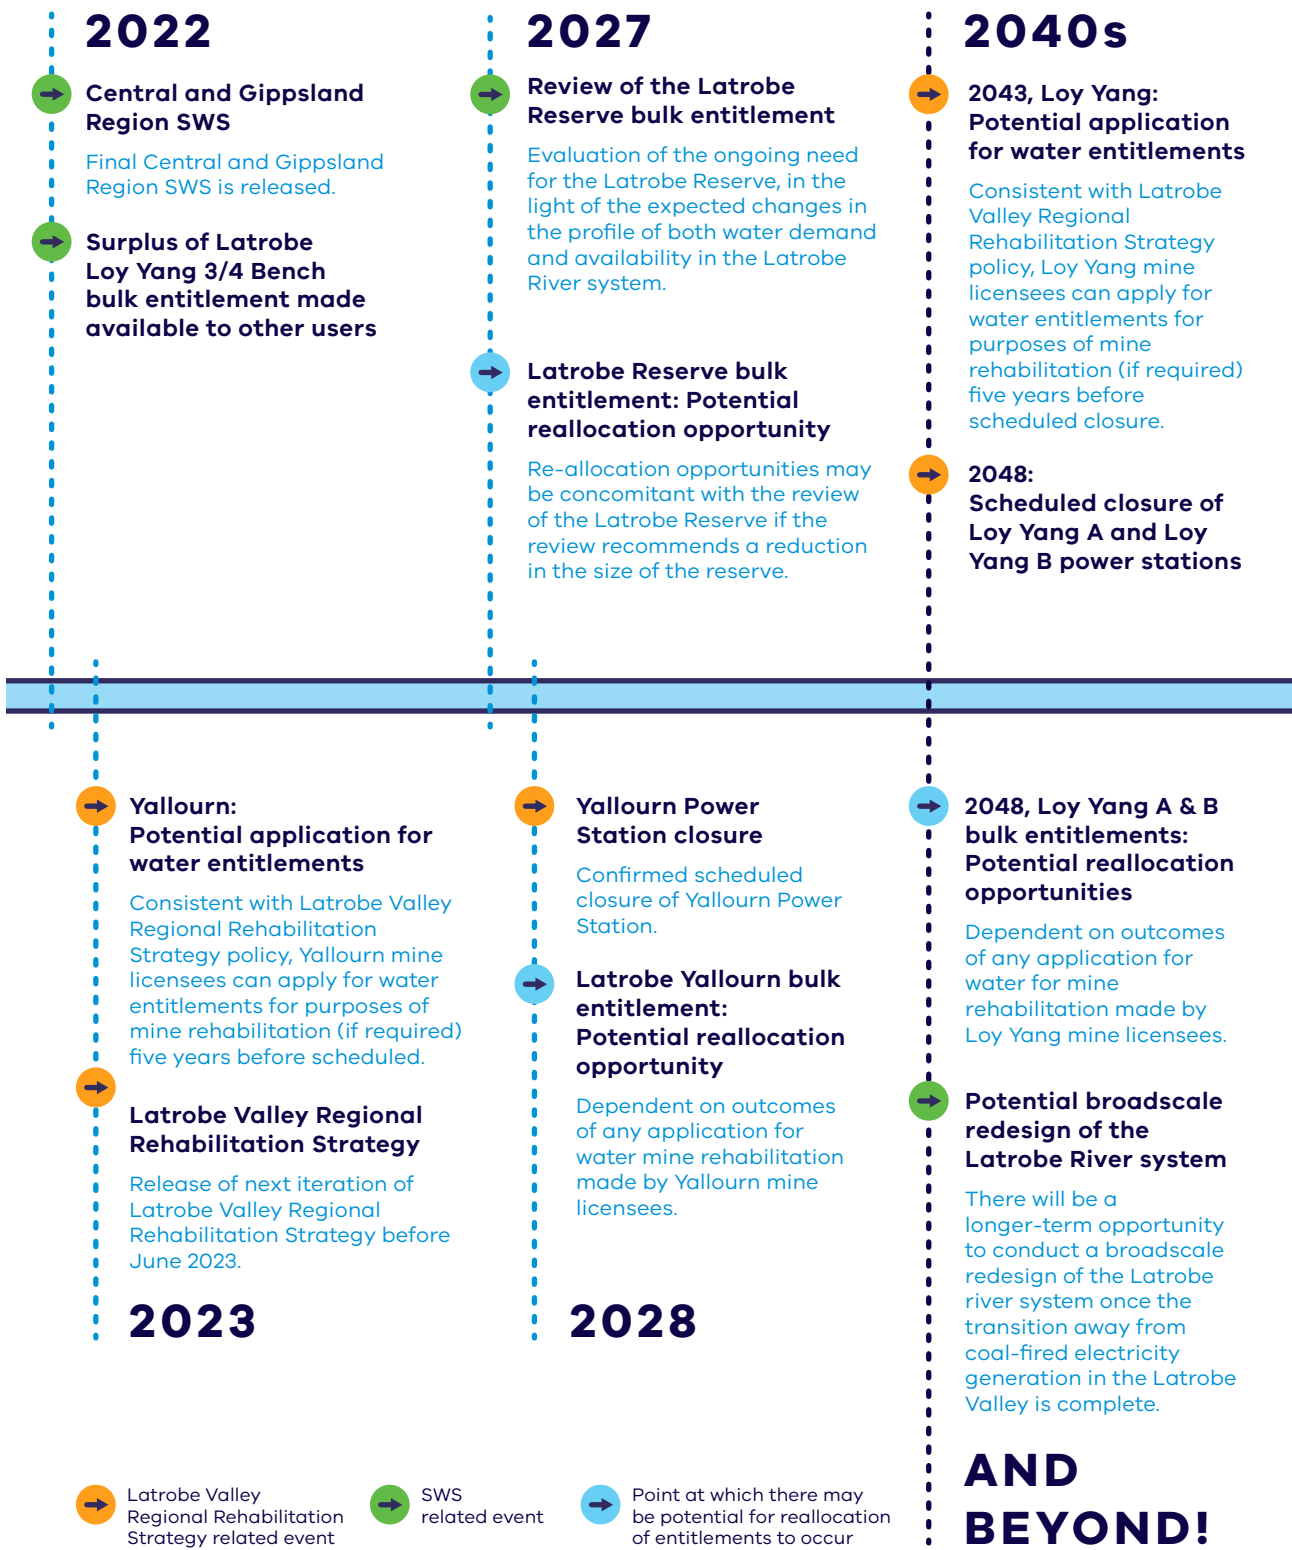 2022
Central and Gippsland
Region SWS
Final Central and Gippsland
Region SWS is released.
Surplus of Latrobe
Loy Yang 3/4 Bench
bulk entitlement made
available to other users
2027
Review of the Latrobe
Reserve bulk entitlement
Evaluation of the ongoing need
for the Latrobe Reserve, in the
light of the expected changes in
the profile of both water demand
and availability in the Latrobe
River system.
Latrobe Reserve bulk
entitlement: Potential
reallocation opportunity
Re-allocation opportunities may
be concomitant with the review
of the Latrobe Reserve if the
review recommends a reduction
in the size of the reserve.
2040s
2043, Loy Yang:
Potential application
for water entitlements
Consistent with Latrobe
Valley Regional
Rehabilitation Strategy
policy, Loy Yang mine
licensees can apply for
water entitlements for
purposes of mine
rehabilitation (if required)
five years before
scheduled closure.
2048:
Scheduled closure of
Loy Yang A and Loy
Yang B power stations
Yallourn:
Potential application for
water entitlements
Consistent with Latrobe Valley
Regional Rehabilitation
Strategy policy, Yallourn mine
licensees can apply for water
entitlements for purposes of
mine rehabilitation (if required)
five years before scheduled.
Latrobe Valley Regional
Rehabilitation Strategy
Release of next iteration of
Latrobe Valley Regional
Rehabilitation Strategy before
June 2023.
2023
Yallourn Power
Station closure
Confirmed scheduled
closure of Yallourn Power
Station.
Latrobe Yallourn bulk
entitlement:
Potential reallocation
opportunity
Dependent on outcomes
of any application for
water mine rehabilitation
made by Yallourn mine
licensees.
2028
2048, Loy Yang A & B
bulk entitlements:
Potential reallocation
opportunities
Dependent on outcomes
of any application for
water for mine
rehabilitation made by
Loy Yang mine licensees.
Potential broadscale
redesign of the
Latrobe River system
There will be a
longer-term opportunity
to conduct a broadscale
redesign of the Latrobe
river system once the
transition away from
coal-fired electricity
generation in the Latrobe
Valley is complete.
AND
BEYOND!
Latrobe Valley
Regional Rehabilitation
Strategy related event
SWS
related event
Point at which there may
be potential for reallocation
of entitlements to occur